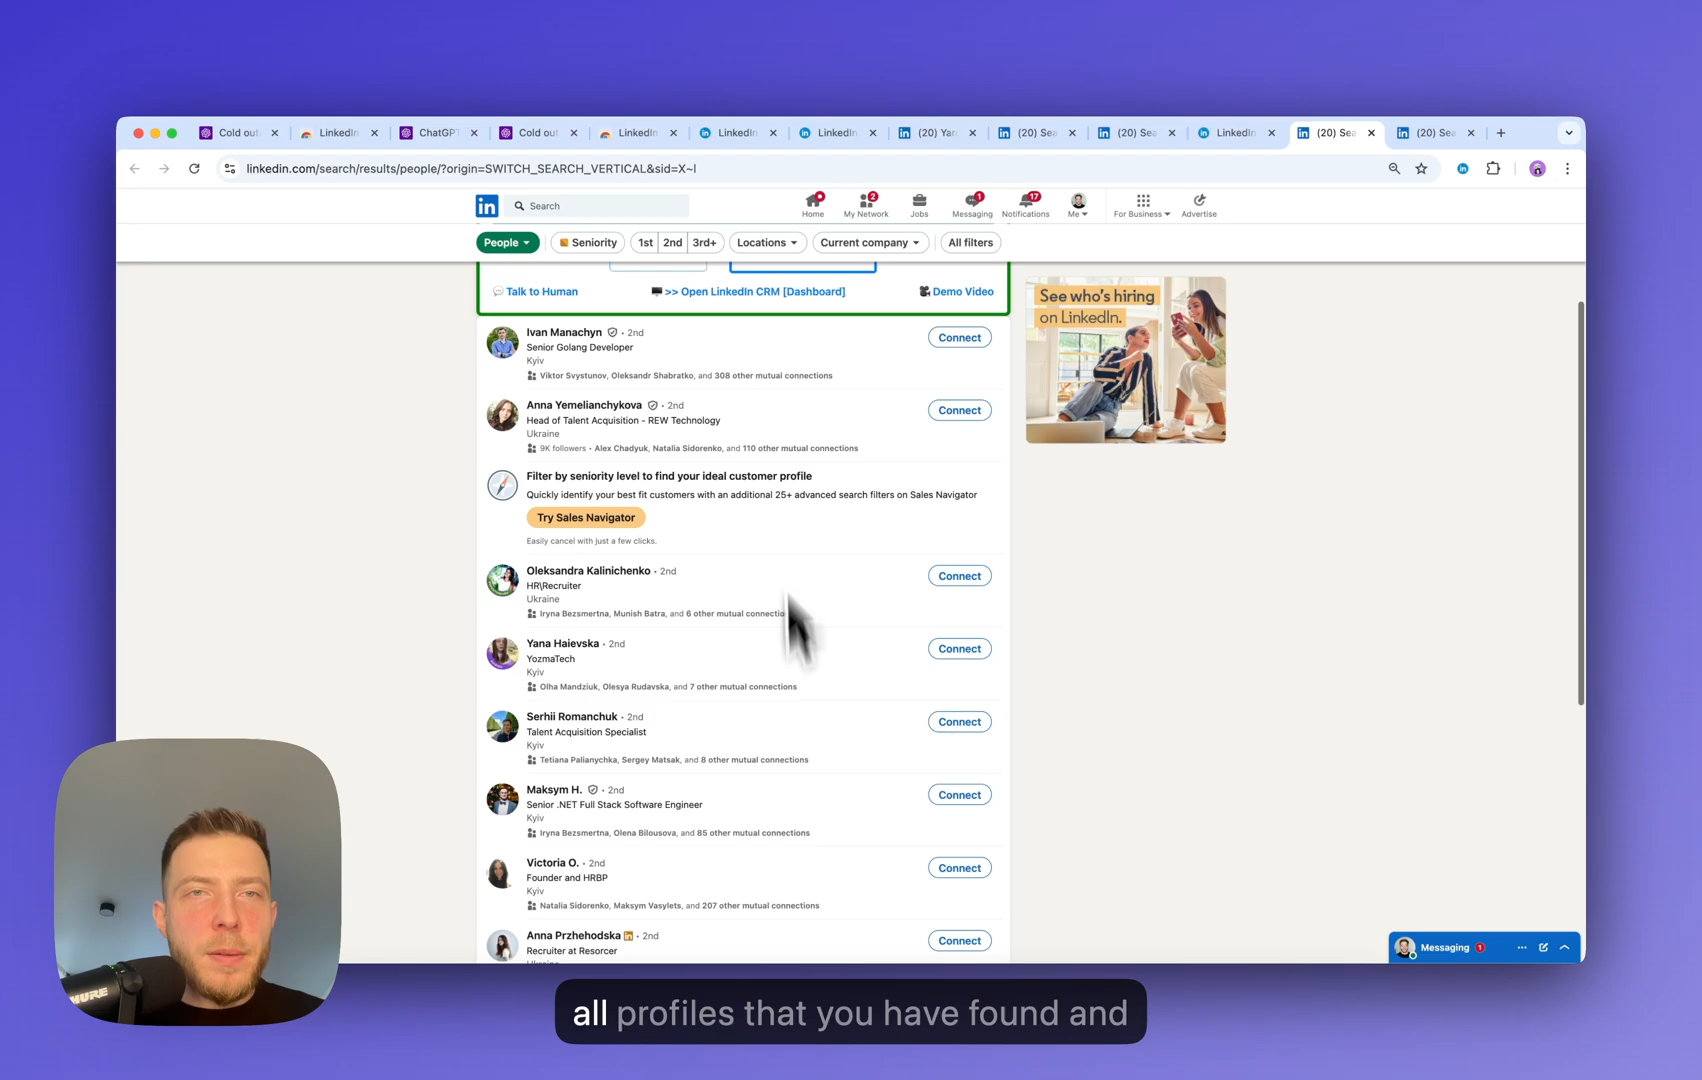 Cold out
LinkedIn
ChatGPT
Cold out
LinkedIn
LinkedIn
LinkedIn
(20) Yar
(20) Sea
(20) Sea
LinkedIn
(20) Sea
(20) Sea
linkedin.com/search/results/people/?origin=SWITCH_SEARCH_VERTICAL&sid=X~I
in
Search
2
1
17
Home
My Network
Jobs
Messaging
Notifications
Me
For Business
Advertise
People
Seniority
1st
2nd
3rd+
Locations
Current company
All filters
Talk to Human
>> Open LinkedIn CRM [Dashboard]
Demo Video
See who's hiring
on LinkedIn.
Ivan Manachyn • 2nd
Connect
Senior Golang Developer
Kyiv
Viktor Svystunov, Oleksandr Shabratko, and 308 other mutual connections
Anna Yemelianchykova • 2nd
Connect
Head of Talent Acquisition - REW Technology
Ukraine
9K followers • Alex Chadyuk, Natalia Sidorenko, and 110 other mutual connections
Filter by seniority level to find your ideal customer profile
Quickly identify your best fit customers with an additional 25+ advanced search filters on Sales Navigator
Try Sales Navigator
Easily cancel with just a few clicks.
Oleksandra Kalinichenko • 2nd
Connect
HR\Recruiter
Ukraine
Iryna Bezsmertna, Munish Batra, and 6 other mutual connectio
Yana Haievska • 2nd
Connect
YozmaTech
Kyiv
Olha Mandziuk, Olesya Rudavska, and 7 other mutual connections
Serhii Romanchuk • 2nd
Connect
Talent Acquisition Specialist
Kyiv
Tetiana Palianychka, Sergey Matsak, and 8 other mutual connections
Maksym H. • 2nd
Connect
Senior .NET Full Stack Software Engineer
Kyiv
Iryna Bezsmertna, Olena Bilousova, and 85 other mutual connections
Victoria O. • 2nd
Connect
Founder and HRBP
Kyiv
Natalia Sidorenko, Maksym Vasylets, and 207 other mutual connections
Anna Przhehodska • 2nd
Connect
Recruiter at Resorcer
Ukraine
Messaging 1
SHURE
all profiles that you have found and